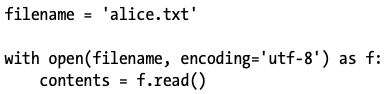 filename = 'alice.txt'

with open(filename, encoding='utf-8') as f:
    contents = f.read()